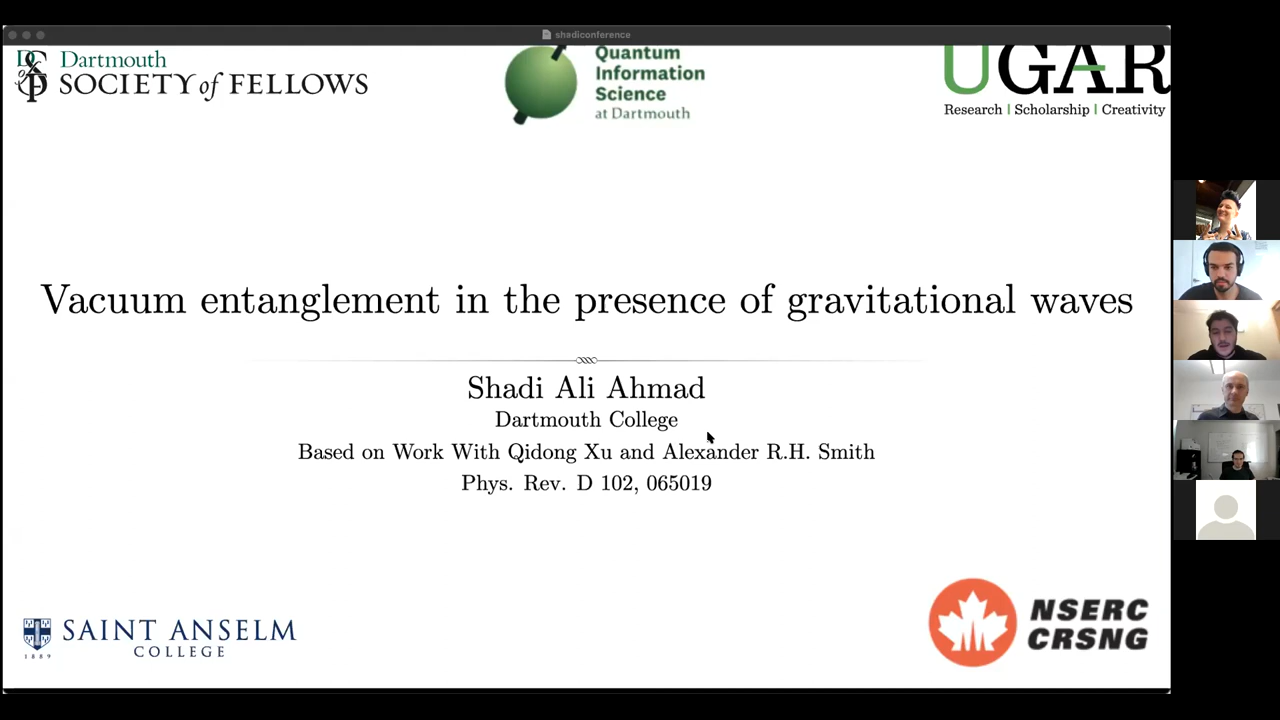 shadiconference
Dartmouth
SOCIETY of FELLOWS
Quantum
Information
Science
at Dartmouth
UGAR
Research | Scholarship | Creativity
Vacuum entanglement in the presence of gravitational waves
Shadi Ali Ahmad
Dartmouth College
Based on Work With Qidong Xu and Alexander R.H. Smith
Phys. Rev. D 102, 065019
SAINT ANSELM
COLLEGE
1889
NSERC
CRSNG